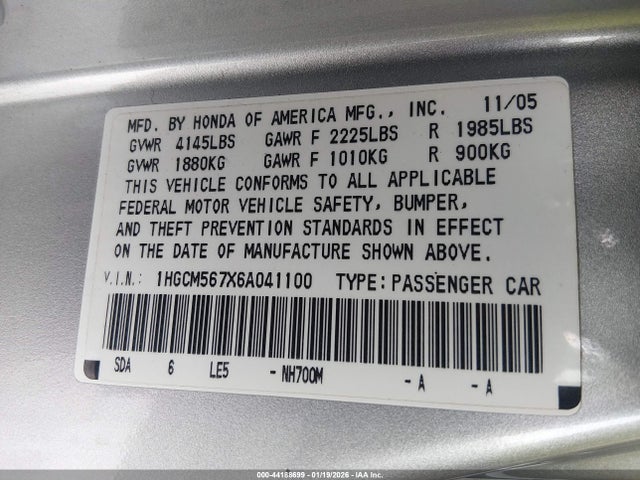 MFD. BY HONDA OF AMERICA MFG., INC. 11/05
GVWR 4145LBS GAWR F 2225LBS R 1985LBS
GVWR 1880KG GAWR F 1010KG R 900KG
THIS VEHICLE CONFORMS TO ALL APPLICABLE
FEDERAL MOTOR VEHICLE SAFETY, BUMPER,
AND THEFT PREVENTION STANDARDS IN EFFECT
ON THE DATE OF MANUFACTURE SHOWN ABOVE.
V.I.N.: 1HGCM567X6A041100 TYPE: PASSENGER CAR
SDA 6 LE5 - NH700M - A - A
000-44188699 - 01/19/2026 - IAA Inc.